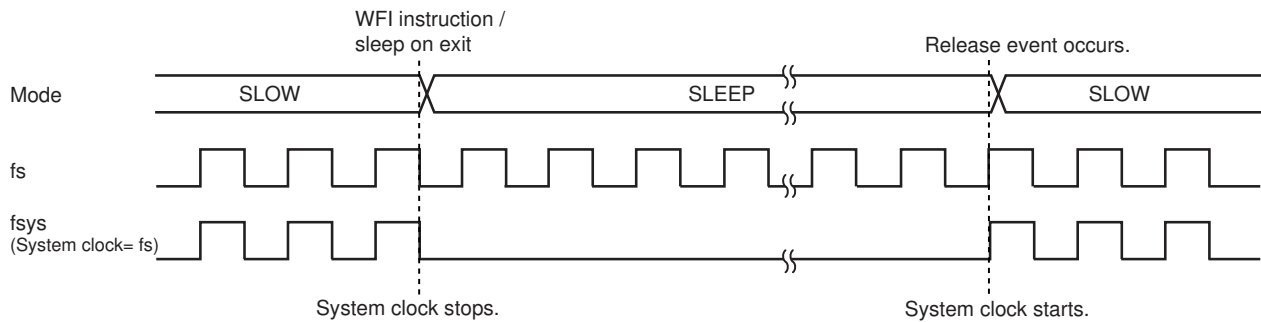 WFI instruction /
sleep on exit
Release event occurs.
Mode
SLOW
SLEEP
SLOW
fs
fsys
(System clock= fs)
System clock stops.
System clock starts.